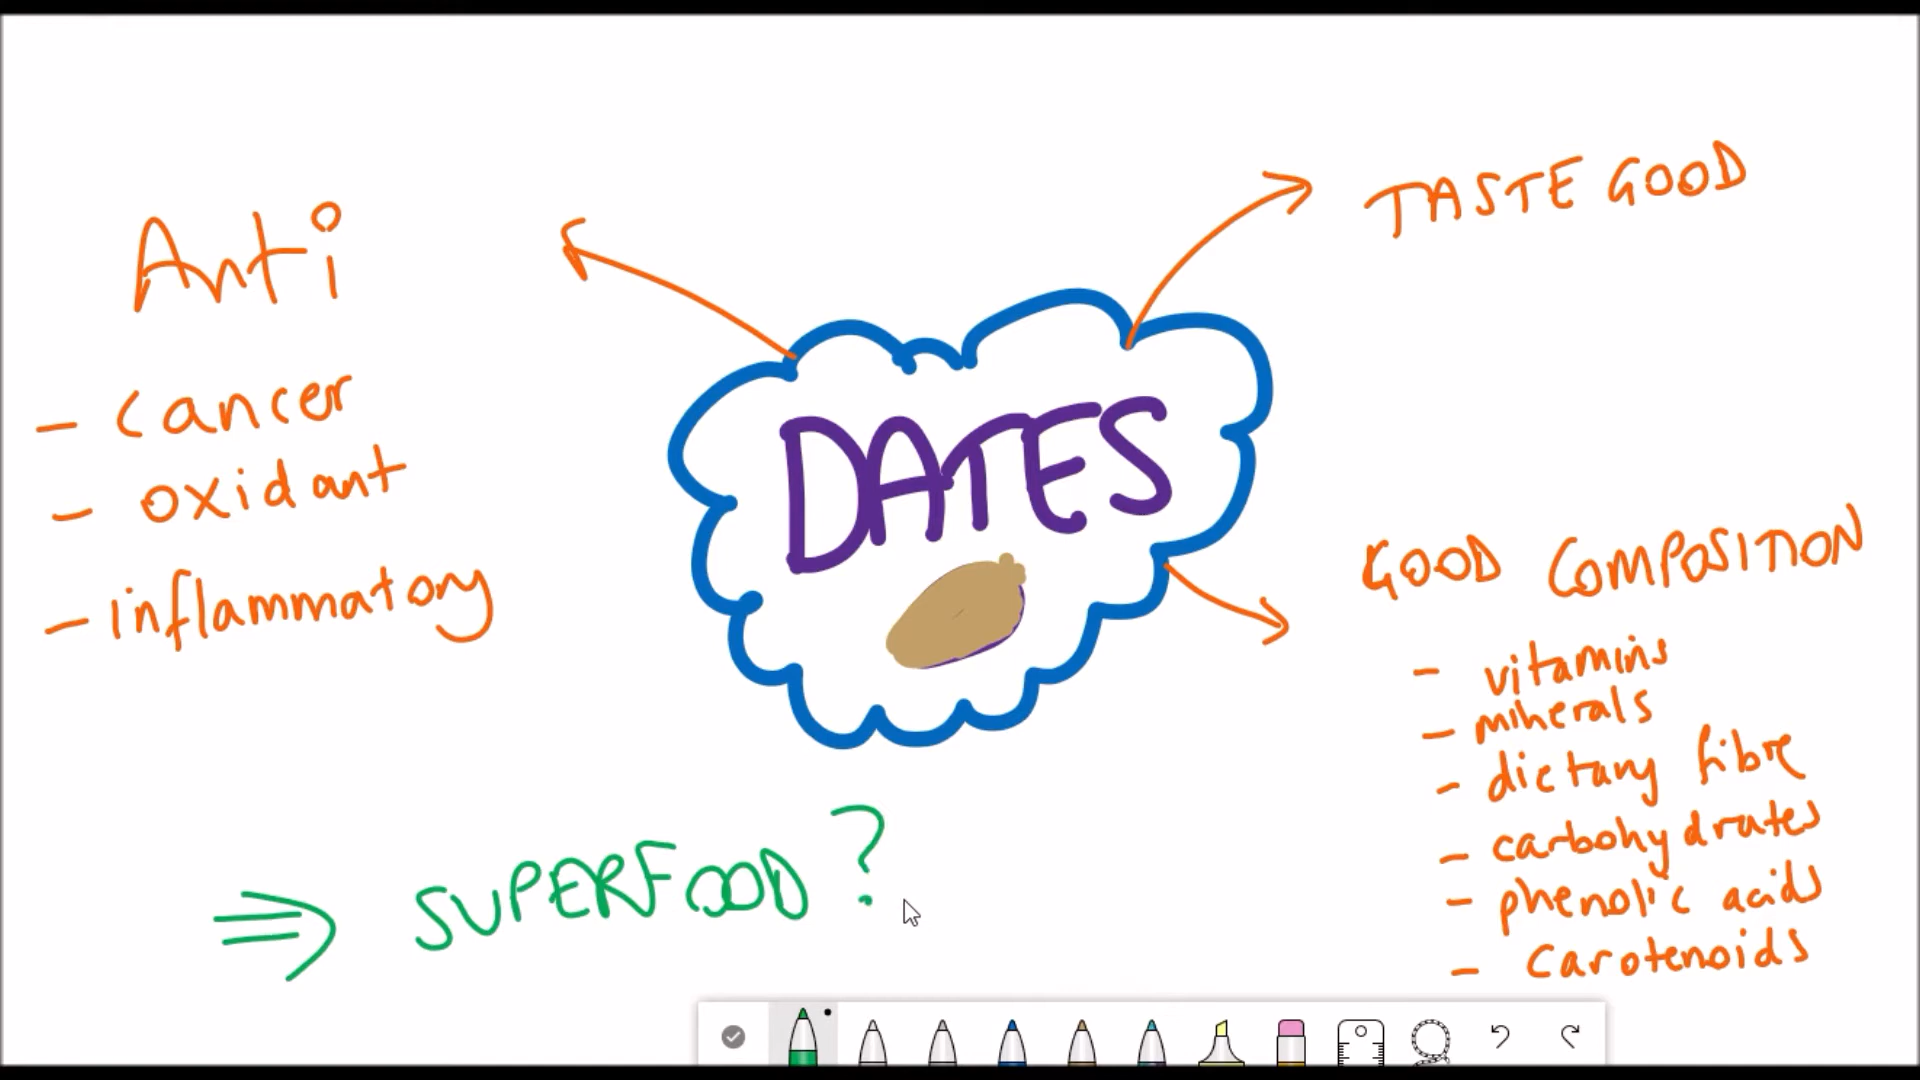 Anti
- cancer
- oxidant
- inflammatory
DATES
TASTE GOOD
GOOD COMPOSITION
- vitamins
- minerals
- dietary fibre
- carbohydrates
- phenolic acids
- carotenoids
⇒ SUPERFOOD?